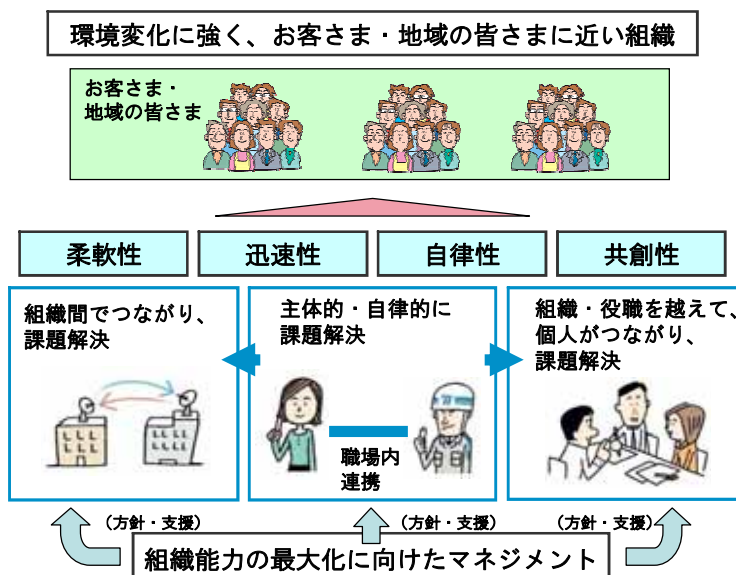 環境変化に強く、お客さま・地域の皆さまに近い組織
お客さま・
地域の皆さま
柔軟性
迅速性
自律性
共創性
組織間でつながり、
課題解決
主体的・自律的に
課題解決
組織・役職を越えて、
個人がつながり、
課題解決
職場内
連携
(方針・支援)
(方針・支援)
(方針・支援)
組織能力の最大化に向けたマネジメント